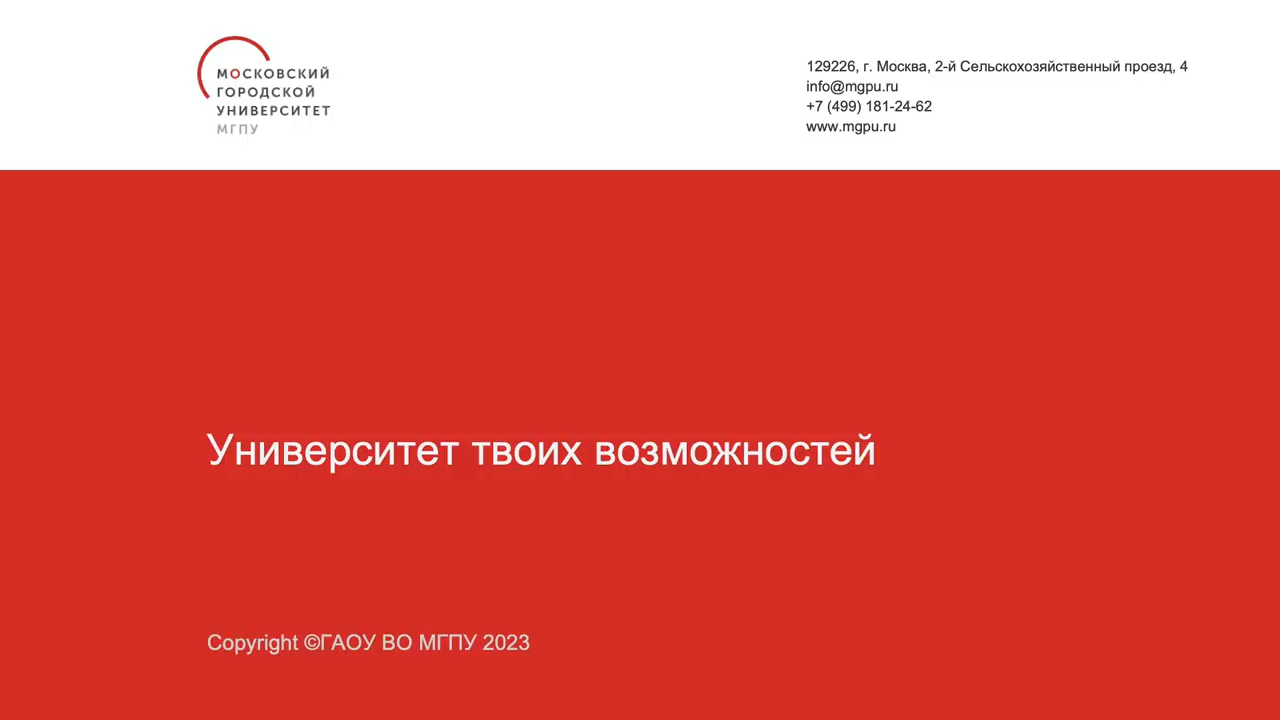 МОСКОВСКИЙ
ГОРОДСКОЙ
УНИВЕРСИТЕТ
МГПУ
129226, г. Москва, 2-й Сельскохозяйственный проезд, 4
info@mgpu.ru
+7 (499) 181-24-62
www.mgpu.ru
Университет твоих возможностей
Copyright ©ГАОУ ВО МГПУ 2023